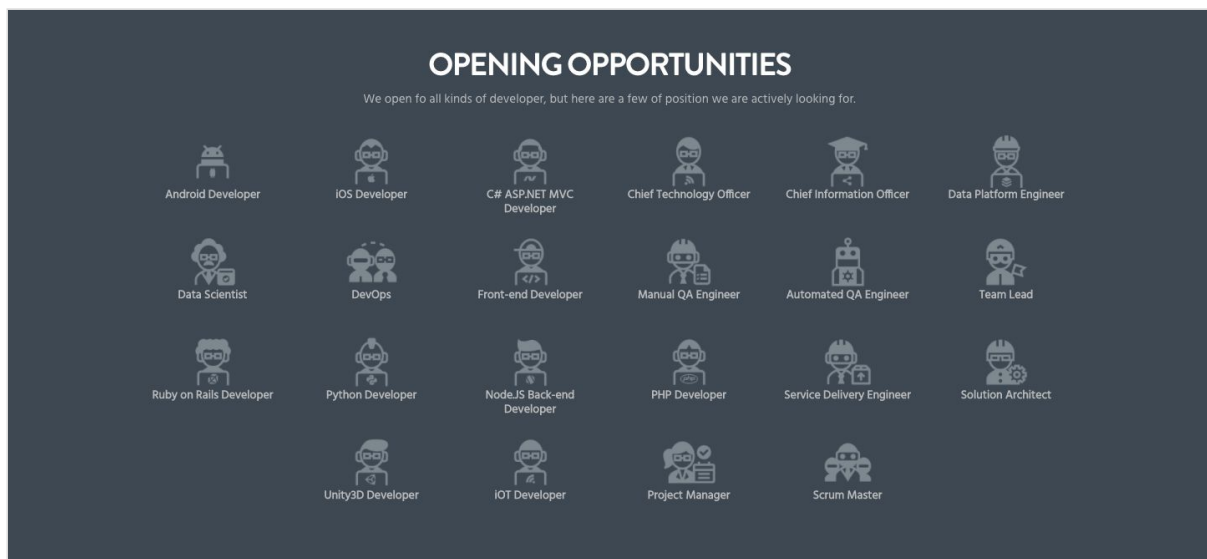 OPENING OPPORTUNITIES
We open fo all kinds of developer, but here are a few of position we are actively looking for.
Android Developer
iOS Developer
C# ASP.NET MVC
Developer
Chief Technology Officer
Chief Information Officer
Data Platform Engineer
Data Scientist
DevOps
Front-end Developer
Manual QA Engineer
Automated QA Engineer
Team Lead
Ruby on Rails Developer
Python Developer
NodeJS Back-end
Developer
PHP Developer
Service Delivery Engineer
Solution Architect
Unity3D Developer
iOT Developer
Project Manager
Scrum Master